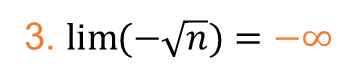 3. lim(−√n) = −∞